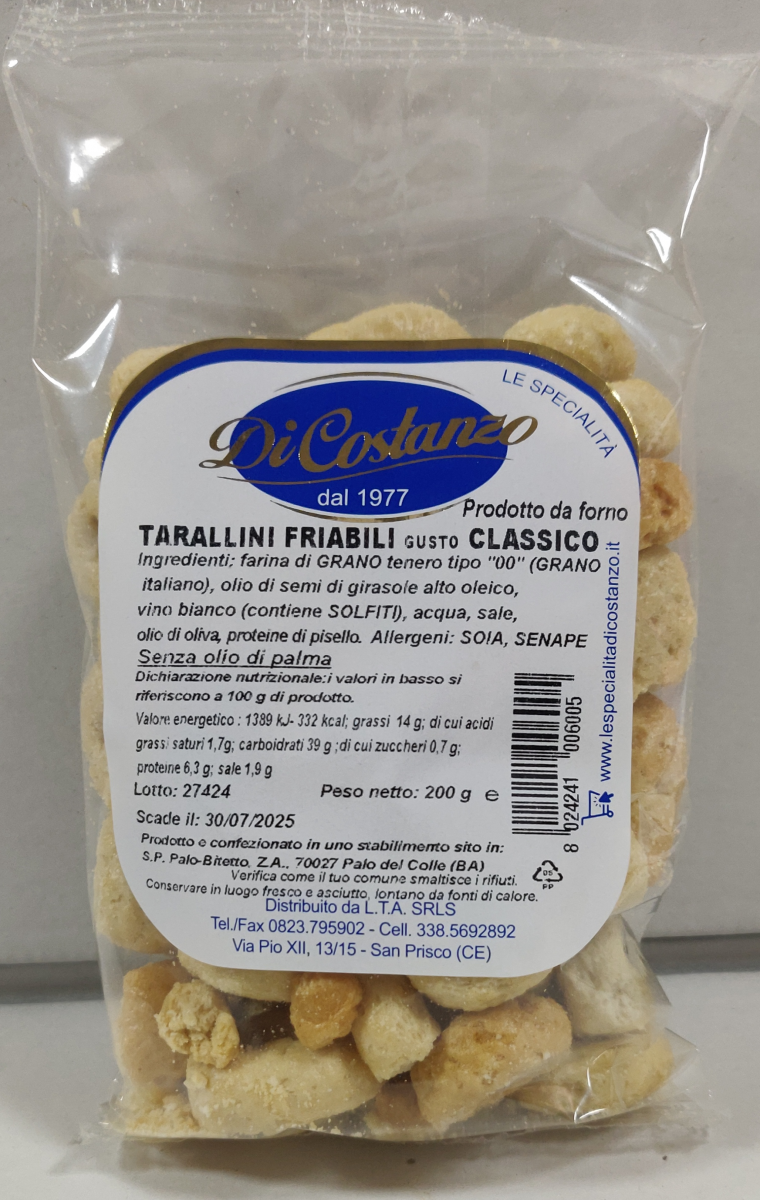 LE SPECIALITÀ
Di Costanzo
dal 1977
Prodotto da forno
TARALLINI FRIABILI GUSTO CLASSICO
Ingredienti: farina di GRANO tenero tipo "00" (GRANO
italiano), olio di semi di girasole alto oleico,
vino bianco (contiene SOLFITI), acqua, sale,
olio di oliva, proteine di pisello. Allergeni: SOIA, SENAPE
Senza olio di palma
Dichiarazione nutrizionale:i valori in basso si
riferiscono a 100 g di prodotto.
Valore energetico : 1389 kJ- 332 kcal; grassi 14 g; di cui acidi
grassi saturi 1,7g; carboidrati 39 g ;di cui zuccheri 0,7 g;
proteine 6,3 g; sale 1,9 g
Lotto: 27424 Peso netto: 200 g e
Scade il: 30/07/2025
8 024241 006005
www.lespecialitadicostanzo.it
Prodotto e confezionato in uno stabilimento sito in:
S.P. Palo-Bitetto, Z.A., 70027 Palo del Colle (BA)
Verifica come il tuo comune smaltisce i rifiuti.
Conservare in luogo fresco e asciutto, lontano da fonti di calore.
05
PP
Distribuito da L.T.A. SRLS
Tel./Fax 0823.795902 - Cell. 338.5692892
Via Pio XII, 13/15 - San Prisco (CE)